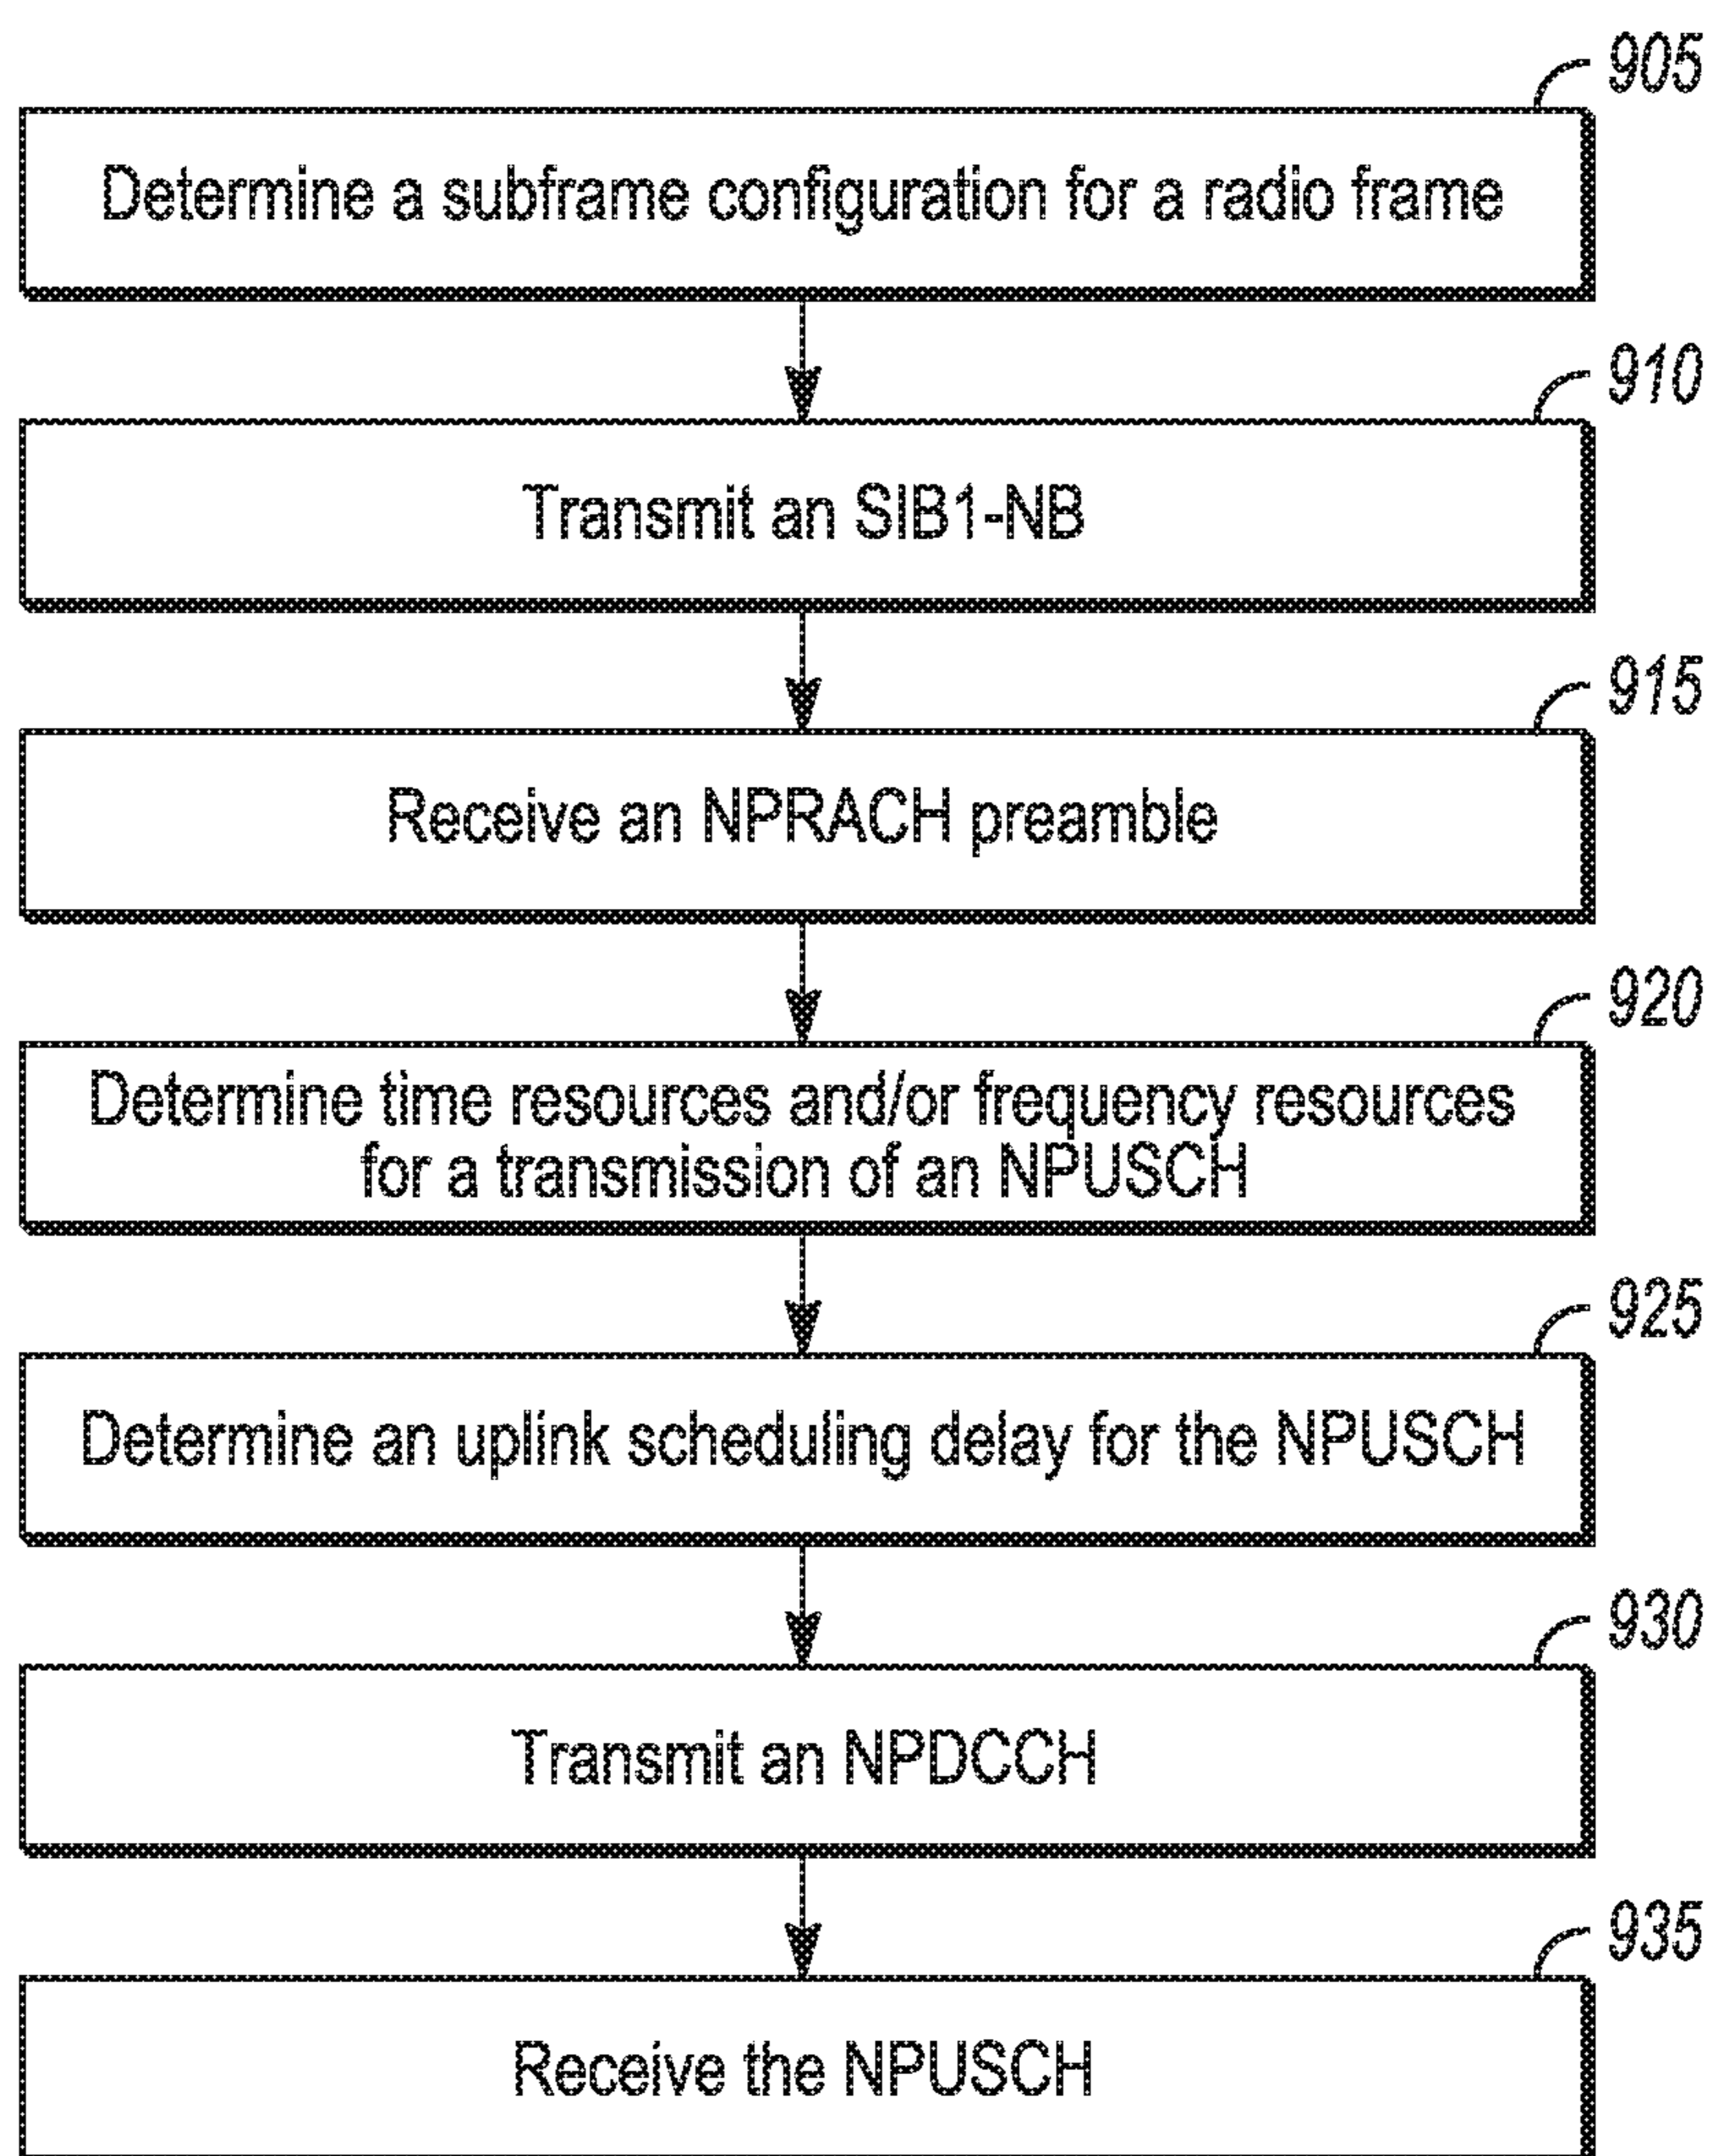 905
Determine a subframe configuration for a radio frame
910
Transmit an SIB1-NB
915
Receive an NPRACH preamble
920
Determine time resources and/or frequency resources
for a transmission of an NPUSCH
925
Determine an uplink scheduling delay for the NPUSCH
930
Transmit an NPDCCH
935
Receive the NPUSCH